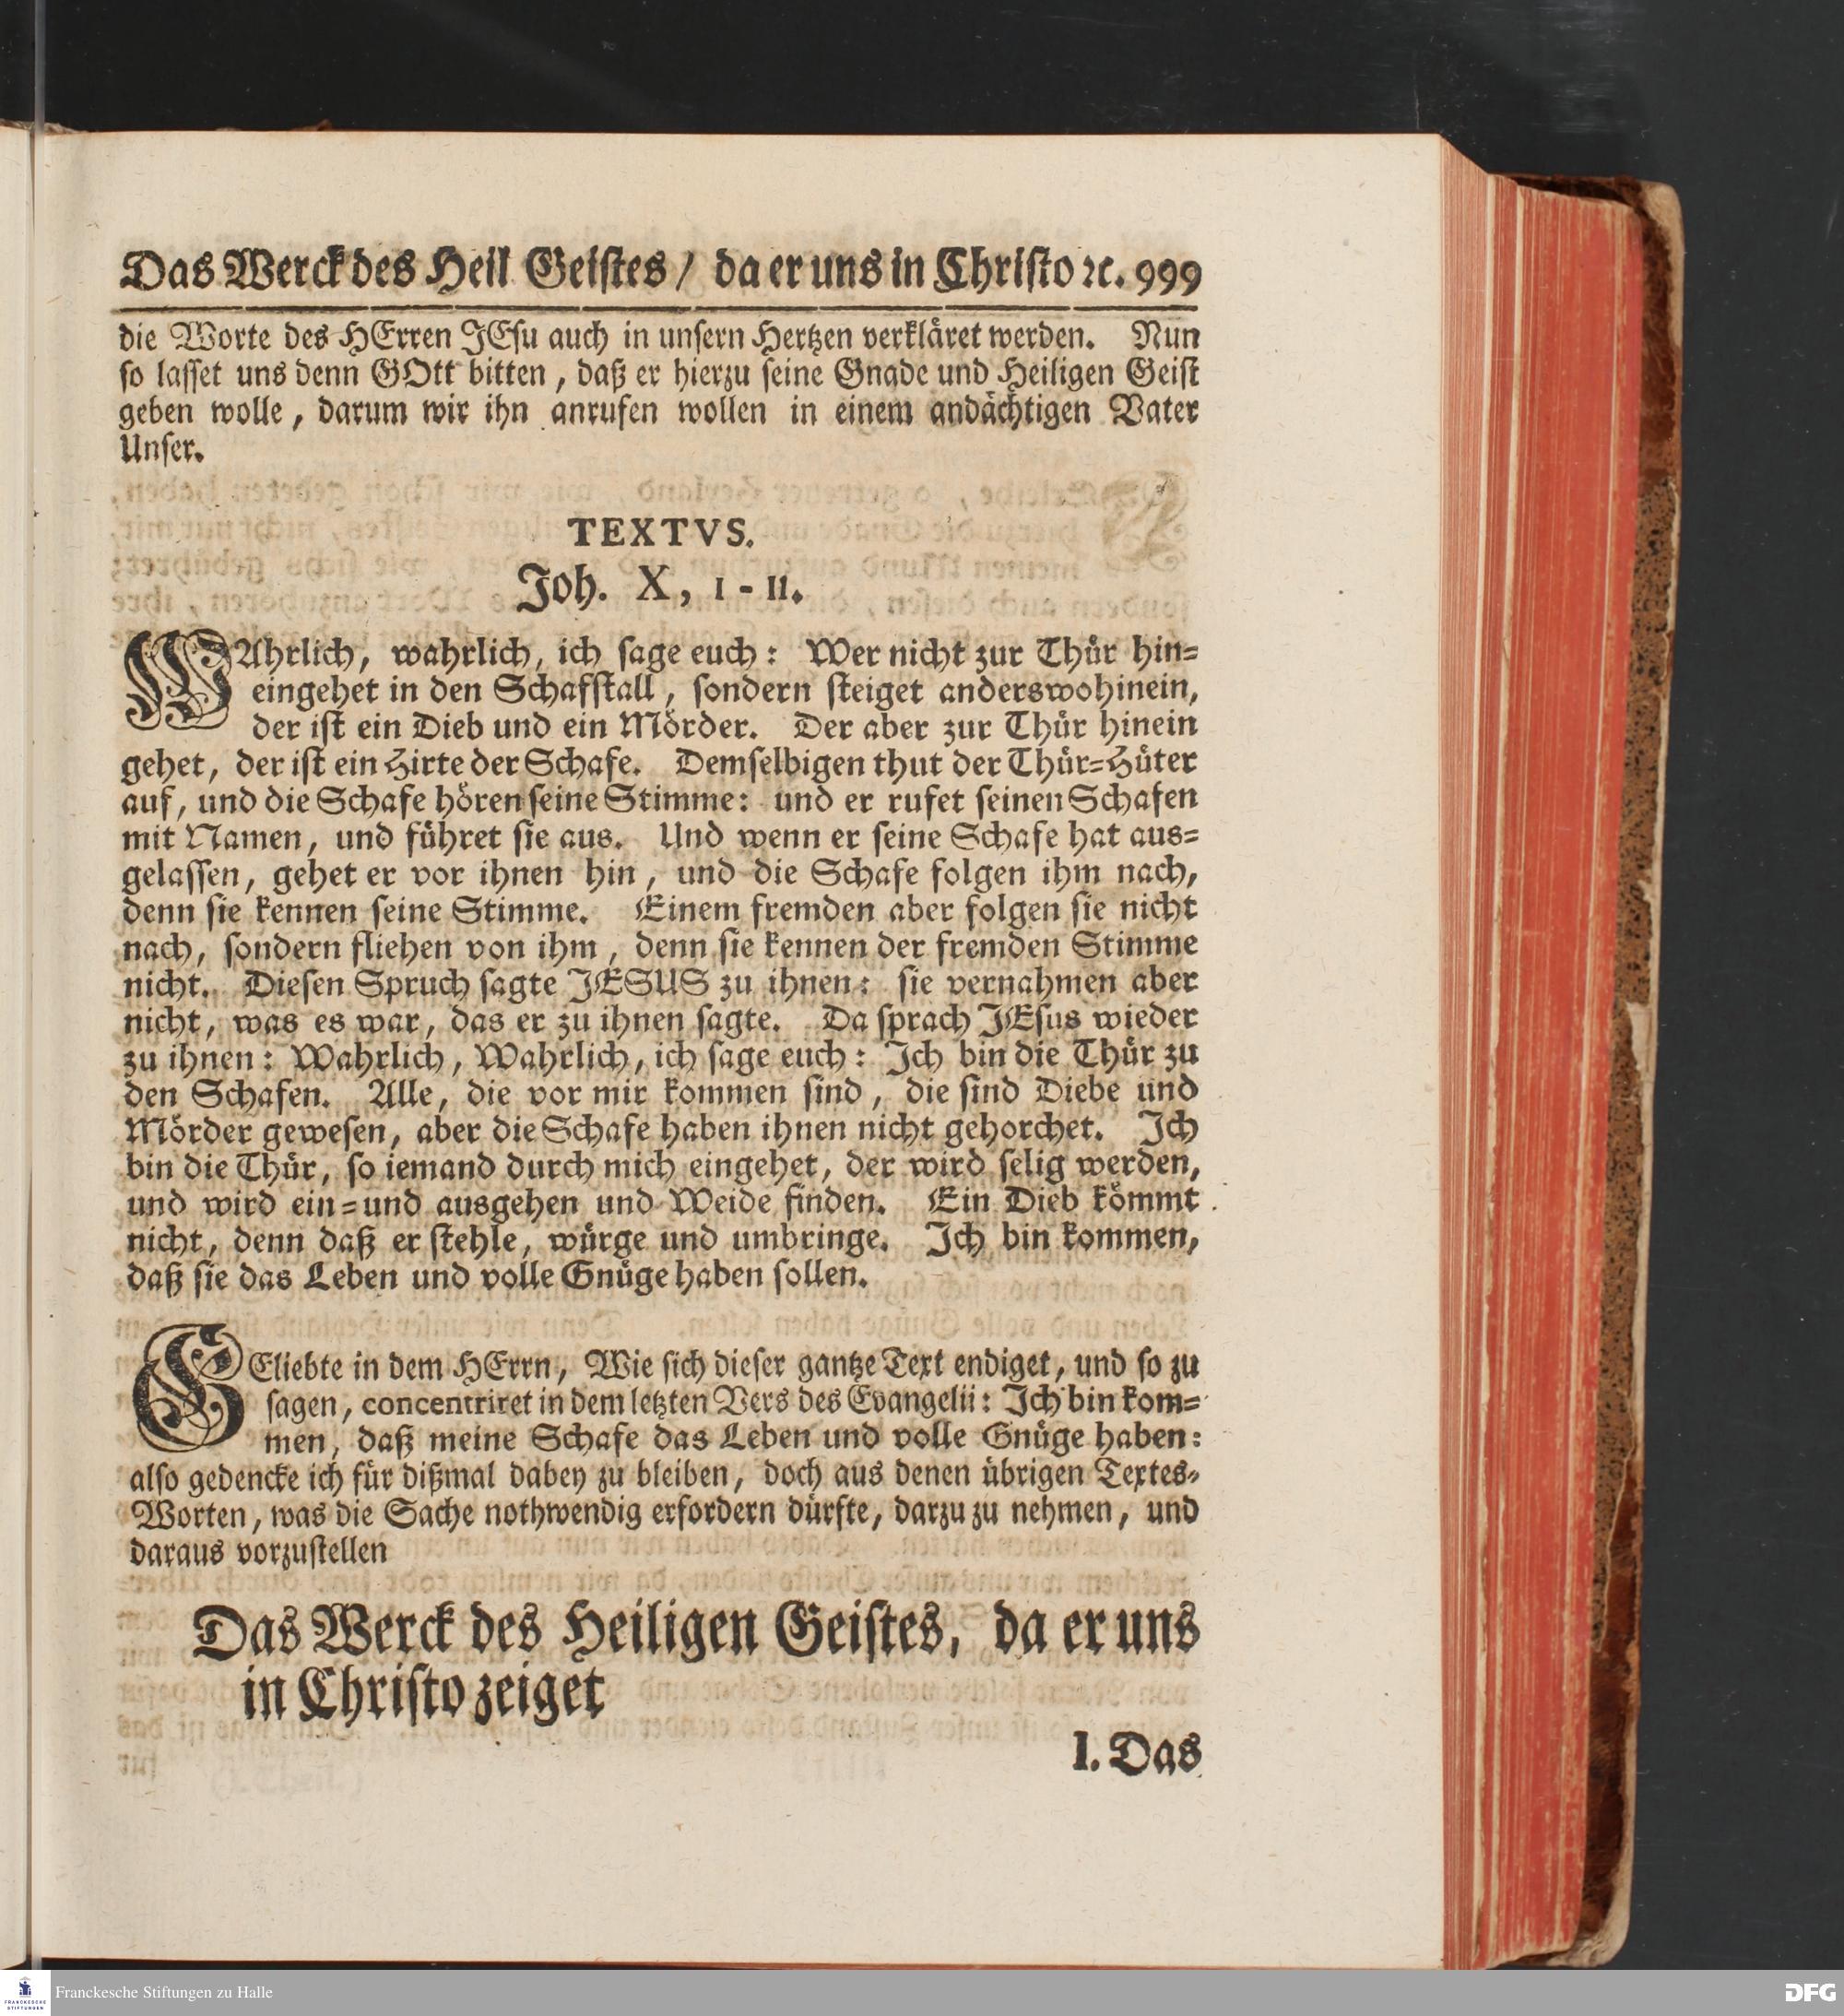 Das Werck des Heil Geistes / da er uns in Christo ꝛc. 999
die Worte des HErren JEsu auch in unsern Hertzen verkläret werden. Nun
so lasset uns denn GOtt bitten, daß er hierzu seine Gnade und Heiligen Geist
geben wolle, darum wir ihn anrufen wollen in einem andächtigen Vater
Unser.
TEXTVS.
Joh. X, 1-11.
WAhrlich, wahrlich, ich sage euch: Wer nicht zur Thür hin=
eingehet in den Schafstall, sondern steiget anderswohinein,
der ist ein Dieb und ein Mörder. Der aber zur Thür hinein
gehet, der ist ein Hirte der Schafe. Demselbigen thut der Thür=Hüter
auf, und die Schafe hören seine Stimme: und er rufet seinen Schafen
mit Namen, und führet sie aus. Und wenn er seine Schafe hat aus=
gelassen, gehet er vor ihnen hin, und die Schafe folgen ihm nach,
denn sie kennen seine Stimme. Einem fremden aber folgen sie nicht
nach, sondern fliehen von ihm, denn sie kennen der fremden Stimme
nicht. Diesen Spruch sagte JESUS zu ihnen: sie vernahmen aber
nicht, was es war, das er zu ihnen sagte. Da sprach JEsus wieder
zu ihnen: Wahrlich, Wahrlich, ich sage euch: Ich bin die Thür zu
den Schafen. Alle, die vor mir kommen sind, die sind Diebe und
Mörder gewesen, aber die Schafe haben ihnen nicht gehorchet. Ich
bin die Thür, so iemand durch mich eingehet, der wird selig werden,
und wird ein=und ausgehen und Weide finden. Ein Dieb kömmt
nicht, denn daß er stehle, würge und umbringe. Ich bin kommen,
daß sie das Leben und volle Gnüge haben sollen.
GEliebte in dem HErrn, Wie sich dieser gantze Text endiget, und so zu
sagen, concentriret in dem letzten Vers des Evangelii: Ich bin kom=
men, daß meine Schafe das Leben und volle Gnüge haben:
also gedencke ich für dißmal dabey zu bleiben, doch aus denen übrigen Textes=
Worten, was die Sache nothwendig erfordern dürfte, darzu zu nehmen, und
daraus vorzustellen
Das Werck des Heiligen Geistes, da er uns
in Christo zeiget
I. Das
Franckesche Stiftungen zu Halle
FRANCKESCHE
STIFTUNGEN
DFG